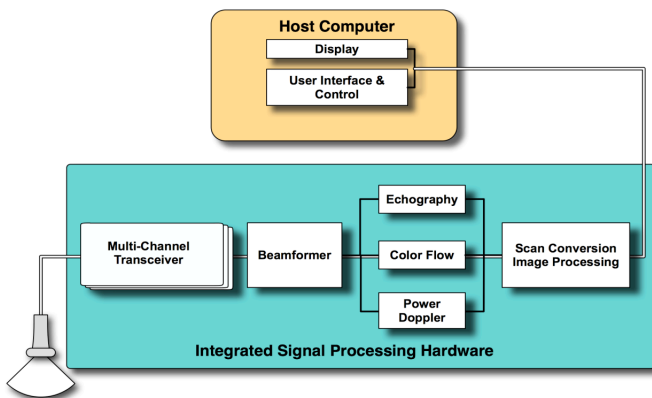 Host Computer
Display
User Interface &
Control
Echography
Multi-Channel
Transceiver
Beamformer
Color Flow
Scan Conversion
Image Processing
Power
Doppler
Integrated Signal Processing Hardware